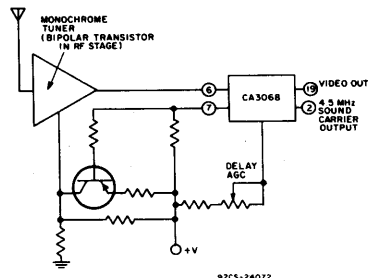 MONOCHROME
TUNER
(BIPOLAR TRANSISTOR
IN RF STAGE)
6
7
CA3068
19 VIDEO OUT
2 4.5 MHz
SOUND
CARRIER
OUTPUT
DELAY
AGC
+V
92CS-24072